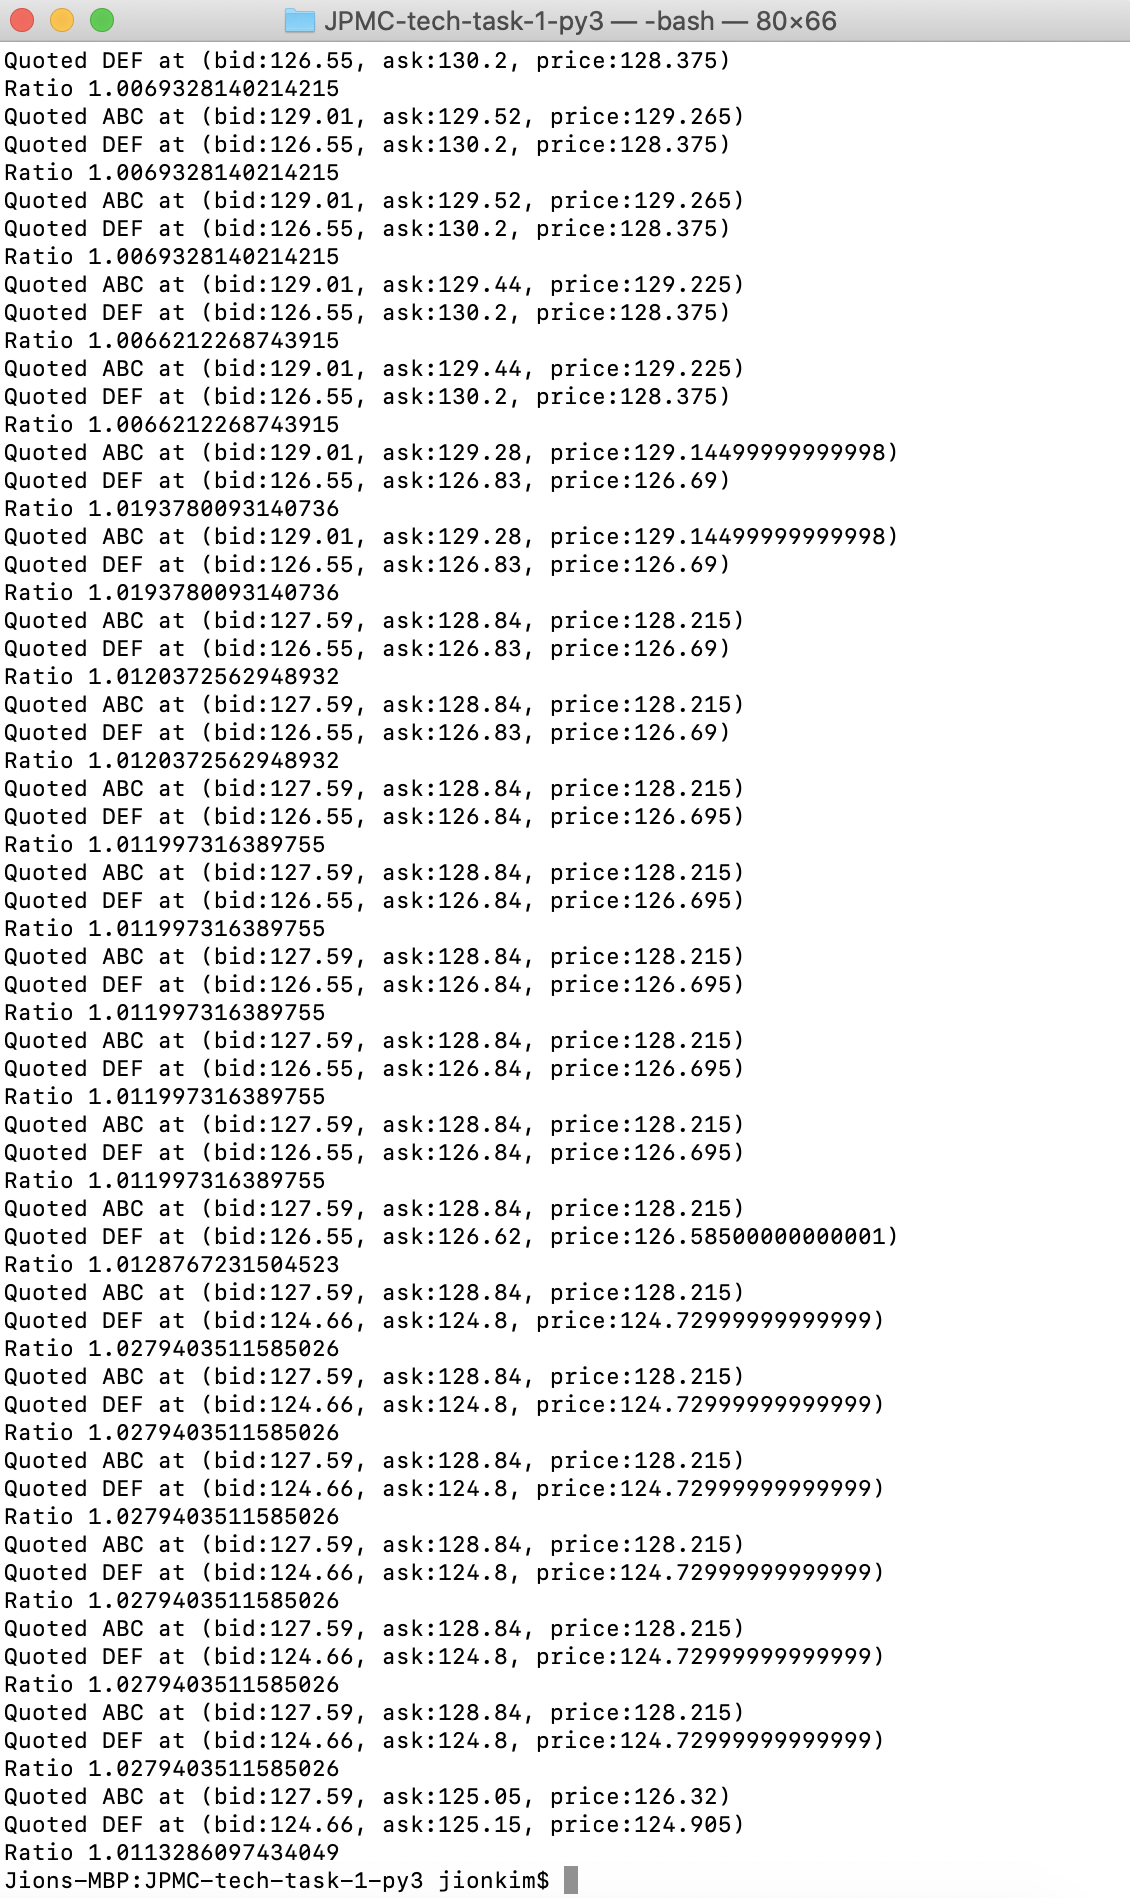 JPMC-tech-task-1-py3 — -bash — 80×66
Quoted DEF at (bid:126.55, ask:130.2, price:128.375)
Ratio 1.0069328140214215
Quoted ABC at (bid:129.01, ask:129.52, price:129.265)
Quoted DEF at (bid:126.55, ask:130.2, price:128.375)
Ratio 1.0069328140214215
Quoted ABC at (bid:129.01, ask:129.52, price:129.265)
Quoted DEF at (bid:126.55, ask:130.2, price:128.375)
Ratio 1.0069328140214215
Quoted ABC at (bid:129.01, ask:129.44, price:129.225)
Quoted DEF at (bid:126.55, ask:130.2, price:128.375)
Ratio 1.0066212268743915
Quoted ABC at (bid:129.01, ask:129.44, price:129.225)
Quoted DEF at (bid:126.55, ask:130.2, price:128.375)
Ratio 1.0066212268743915
Quoted ABC at (bid:129.01, ask:129.28, price:129.14499999999998)
Quoted DEF at (bid:126.55, ask:126.83, price:126.69)
Ratio 1.0193780093140736
Quoted ABC at (bid:129.01, ask:129.28, price:129.14499999999998)
Quoted DEF at (bid:126.55, ask:126.83, price:126.69)
Ratio 1.0193780093140736
Quoted ABC at (bid:127.59, ask:128.84, price:128.215)
Quoted DEF at (bid:126.55, ask:126.83, price:126.69)
Ratio 1.0120372562948932
Quoted ABC at (bid:127.59, ask:128.84, price:128.215)
Quoted DEF at (bid:126.55, ask:126.83, price:126.69)
Ratio 1.0120372562948932
Quoted ABC at (bid:127.59, ask:128.84, price:128.215)
Quoted DEF at (bid:126.55, ask:126.84, price:126.695)
Ratio 1.011997316389755
Quoted ABC at (bid:127.59, ask:128.84, price:128.215)
Quoted DEF at (bid:126.55, ask:126.84, price:126.695)
Ratio 1.011997316389755
Quoted ABC at (bid:127.59, ask:128.84, price:128.215)
Quoted DEF at (bid:126.55, ask:126.84, price:126.695)
Ratio 1.011997316389755
Quoted ABC at (bid:127.59, ask:128.84, price:128.215)
Quoted DEF at (bid:126.55, ask:126.84, price:126.695)
Ratio 1.011997316389755
Quoted ABC at (bid:127.59, ask:128.84, price:128.215)
Quoted DEF at (bid:126.55, ask:126.84, price:126.695)
Ratio 1.011997316389755
Quoted ABC at (bid:127.59, ask:128.84, price:128.215)
Quoted DEF at (bid:126.55, ask:126.62, price:126.58500000000001)
Ratio 1.0128767231504523
Quoted ABC at (bid:127.59, ask:128.84, price:128.215)
Quoted DEF at (bid:124.66, ask:124.8, price:124.72999999999999)
Ratio 1.0279403511585026
Quoted ABC at (bid:127.59, ask:128.84, price:128.215)
Quoted DEF at (bid:124.66, ask:124.8, price:124.72999999999999)
Ratio 1.0279403511585026
Quoted ABC at (bid:127.59, ask:128.84, price:128.215)
Quoted DEF at (bid:124.66, ask:124.8, price:124.72999999999999)
Ratio 1.0279403511585026
Quoted ABC at (bid:127.59, ask:128.84, price:128.215)
Quoted DEF at (bid:124.66, ask:124.8, price:124.72999999999999)
Ratio 1.0279403511585026
Quoted ABC at (bid:127.59, ask:128.84, price:128.215)
Quoted DEF at (bid:124.66, ask:124.8, price:124.72999999999999)
Ratio 1.0279403511585026
Quoted ABC at (bid:127.59, ask:128.84, price:128.215)
Quoted DEF at (bid:124.66, ask:124.8, price:124.72999999999999)
Ratio 1.0279403511585026
Quoted ABC at (bid:127.59, ask:125.05, price:126.32)
Quoted DEF at (bid:124.66, ask:125.15, price:124.905)
Ratio 1.0113286097434049
Jions-MBP:JPMC-tech-task-1-py3 jionkim$